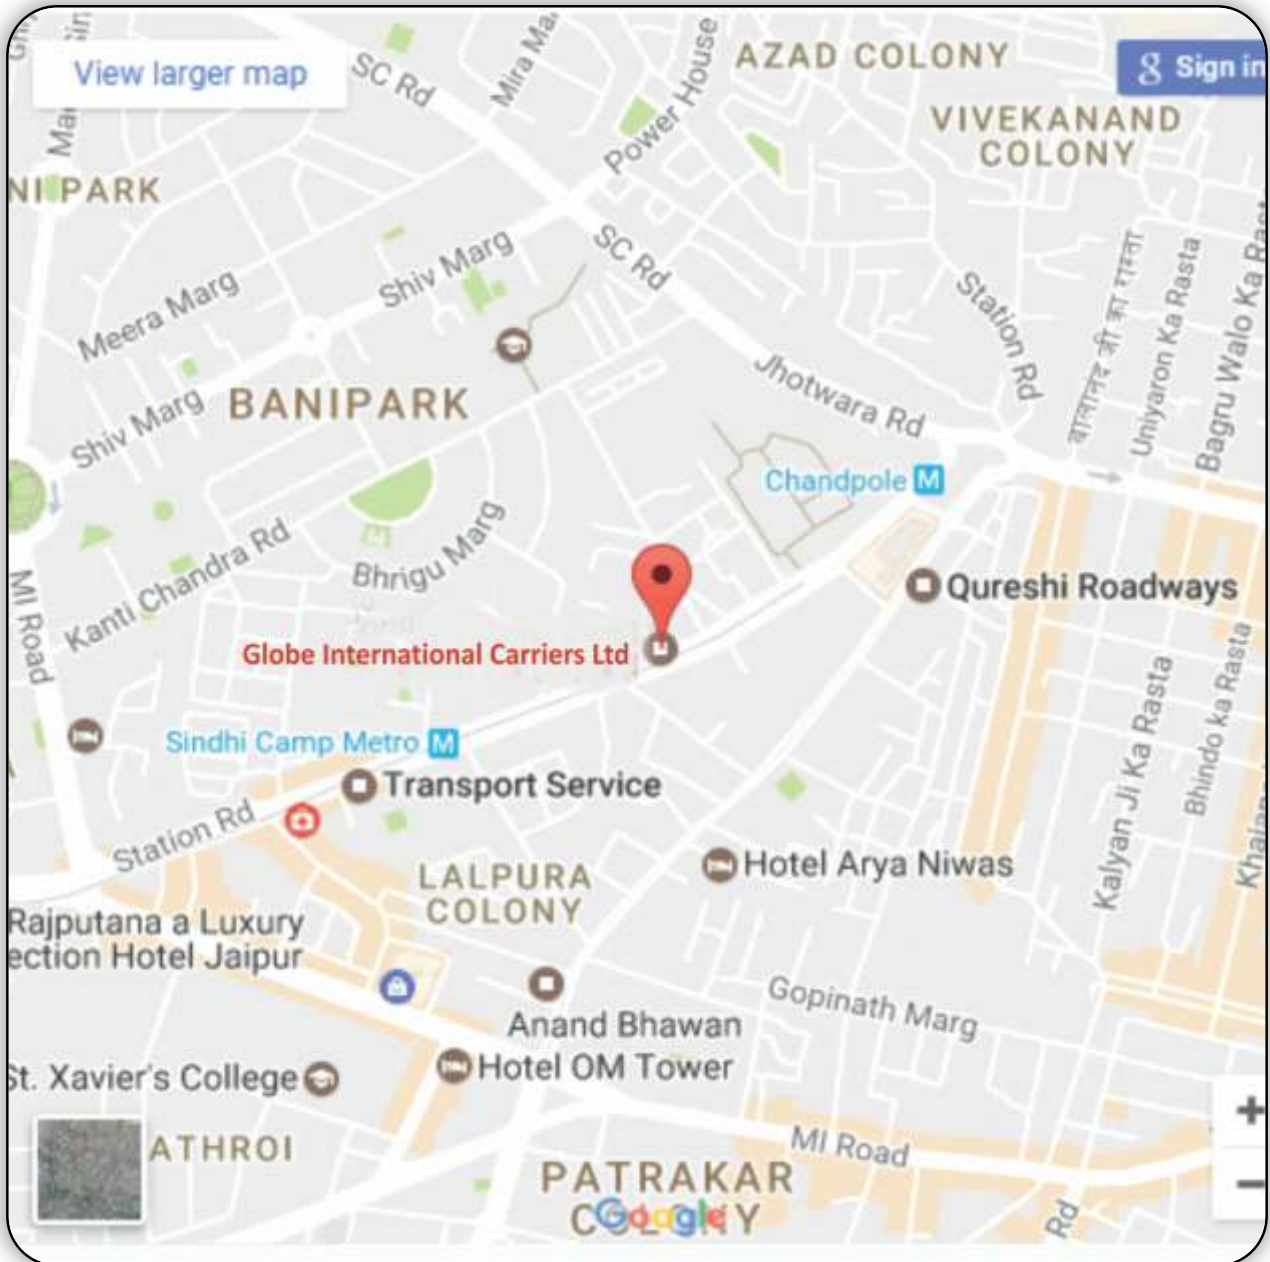 SC Rd
Mira Ma
Power House
AZAD COLONY
View larger map
g Sign in
VIVEKANAND
COLONY
NI PARK
Shiv Marg
SC Rd
Meera Marg
Station Rd
Uniyaron Ka Rasta
Bagru Walo Ka Rast
Jhotwara Rd
BANIPARK
Shiv Marg
Chandpole M
Kanti Chandra Rd
Bhrigu Marg
MI Road
Qureshi Roadways
Globe International Carriers Ltd
Sindhi Camp Metro M
Transport Service
Station Rd
Kalyan Ji Ka Rasta
Bhindo ka Rasta
LALPURA
COLONY
Hotel Arya Niwas
Rajputana a Luxury
ection Hotel Jaipur
Gopinath Marg
Anand Bhawan
Hotel OM Tower
St. Xavier's College
ATHROI
MI Road
PATRAKAR
Google
Rd
+
−